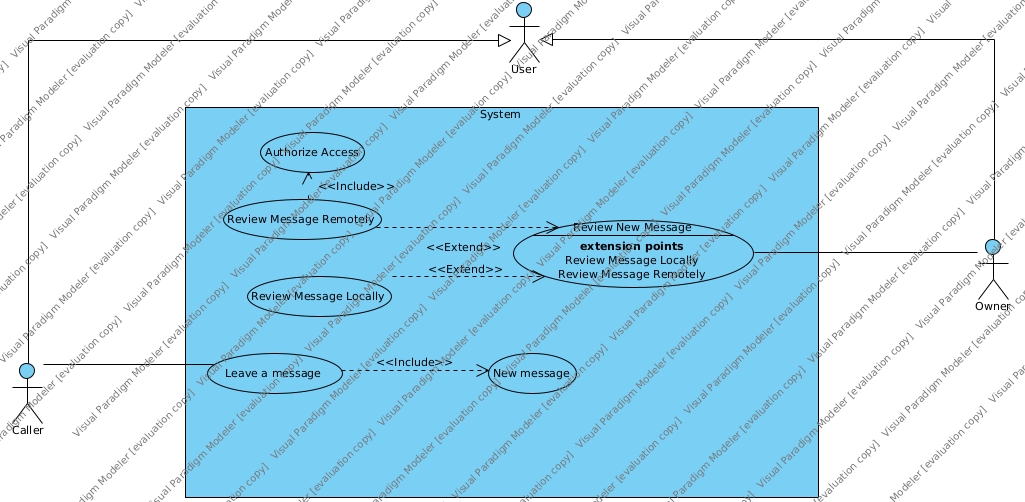 User
System
Authorize Access
<<Include>>
Review Message Remotely
Review New Message
<<Extend>>
extension points
Review Message Locally
<<Extend>>
Review Message Remotely
Review Message Locally
Owner
<<Include>>
Leave a message
New message
Caller
Visual Paradigm Modeler [evaluation copy]